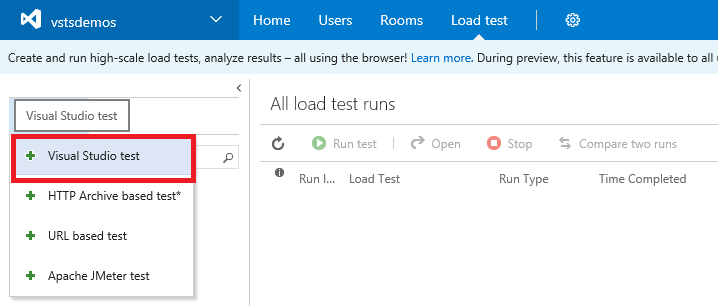 vstsdemos Home Users Rooms Load test
Create and run high-scale load tests, analyze results – all using the browser! Learn more. During preview, this feature is available to all
All load test runs
Visual Studio test
Run test Open Stop Compare two runs
Visual Studio test
Run I... Load Test Run Type Time Completed
HTTP Archive based test*
URL based test
Apache JMeter test